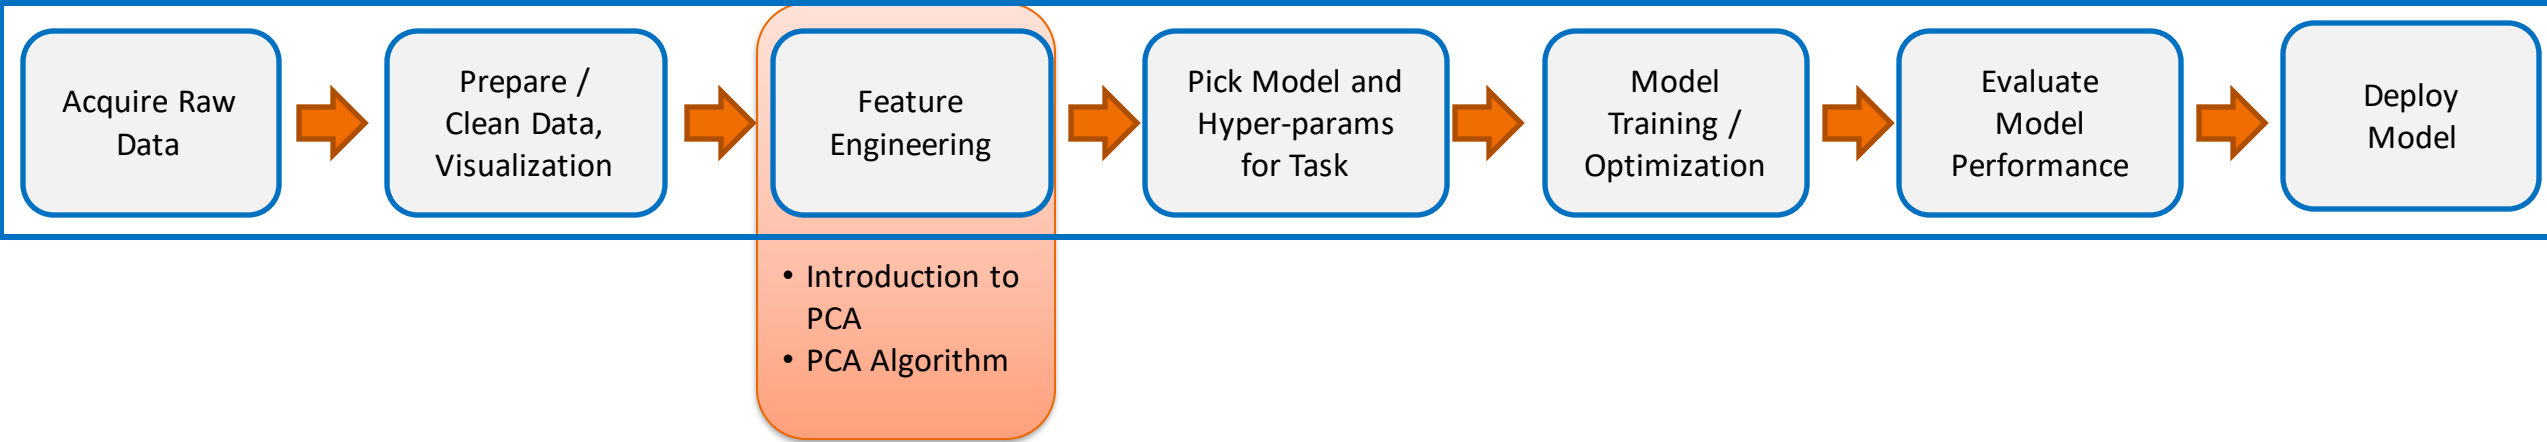 Acquire Raw
Data
Prepare /
Clean Data,
Visualization
Feature
Engineering
Pick Model and
Hyper-params
for Task
Model
Training /
Optimization
Evaluate
Model
Performance
Deploy
Model
• Introduction to
PCA
• PCA Algorithm